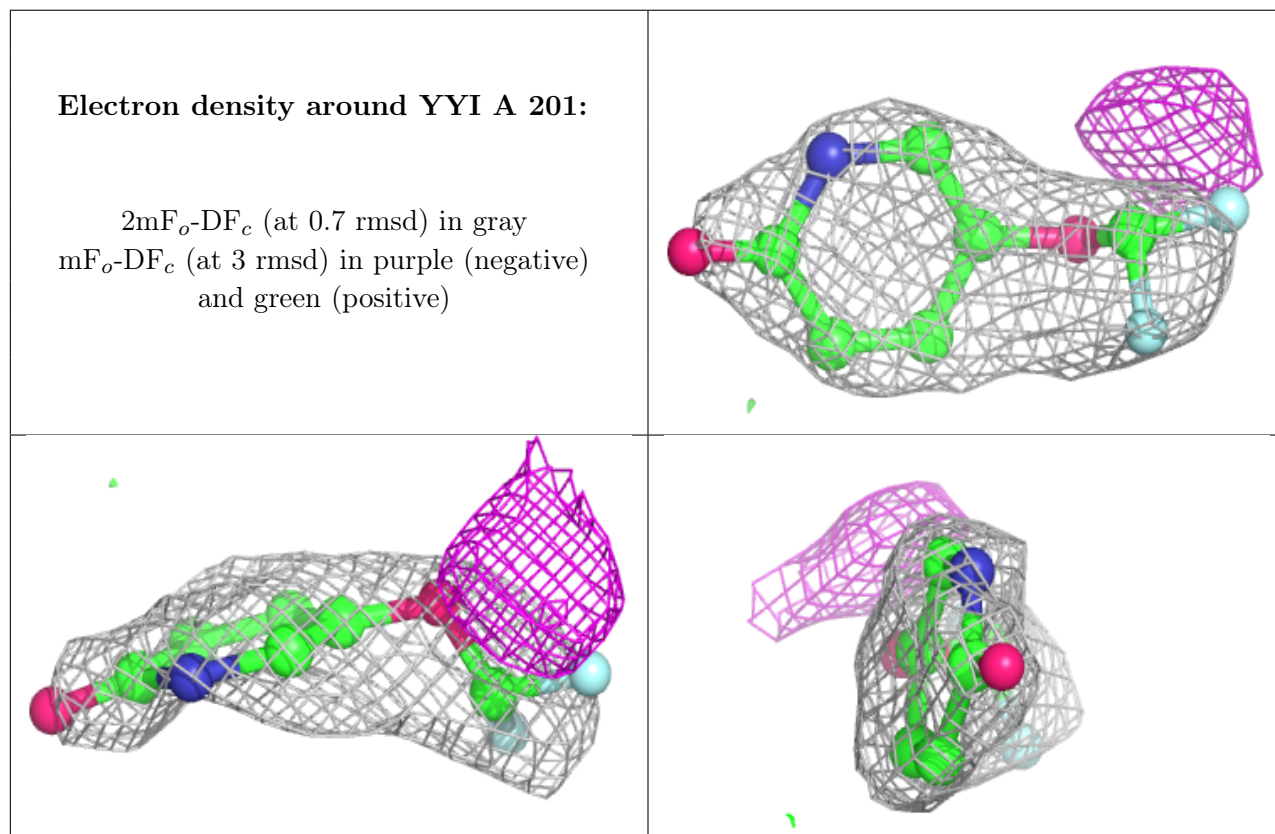 Electron density around YYI A 201:
2mFo-DFc (at 0.7 rmsd) in gray
mFo-DFc (at 3 rmsd) in purple (negative)
and green (positive)